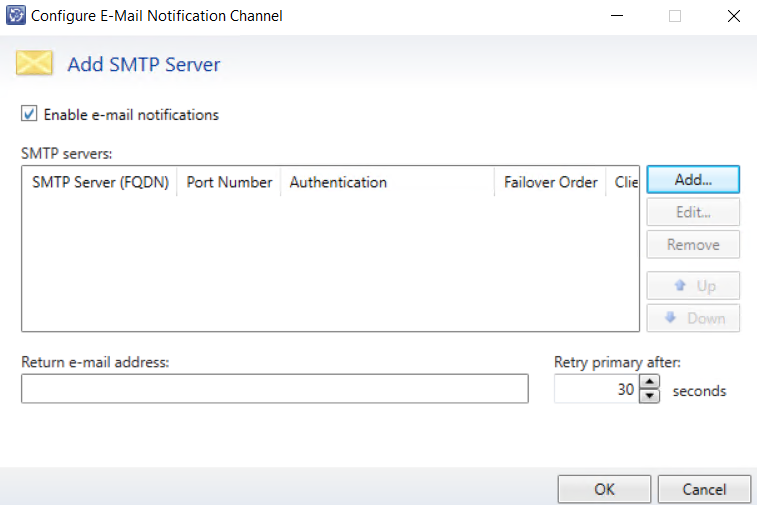 Configure E-Mail Notification Channel
Add SMTP Server
Enable e-mail notifications
SMTP servers:
SMTP Server (FQDN) Port Number Authentication Failover Order Clie
Add...
Edit...
Remove
Up
Down
Return e-mail address: Retry primary after:
30 seconds
OK Cancel